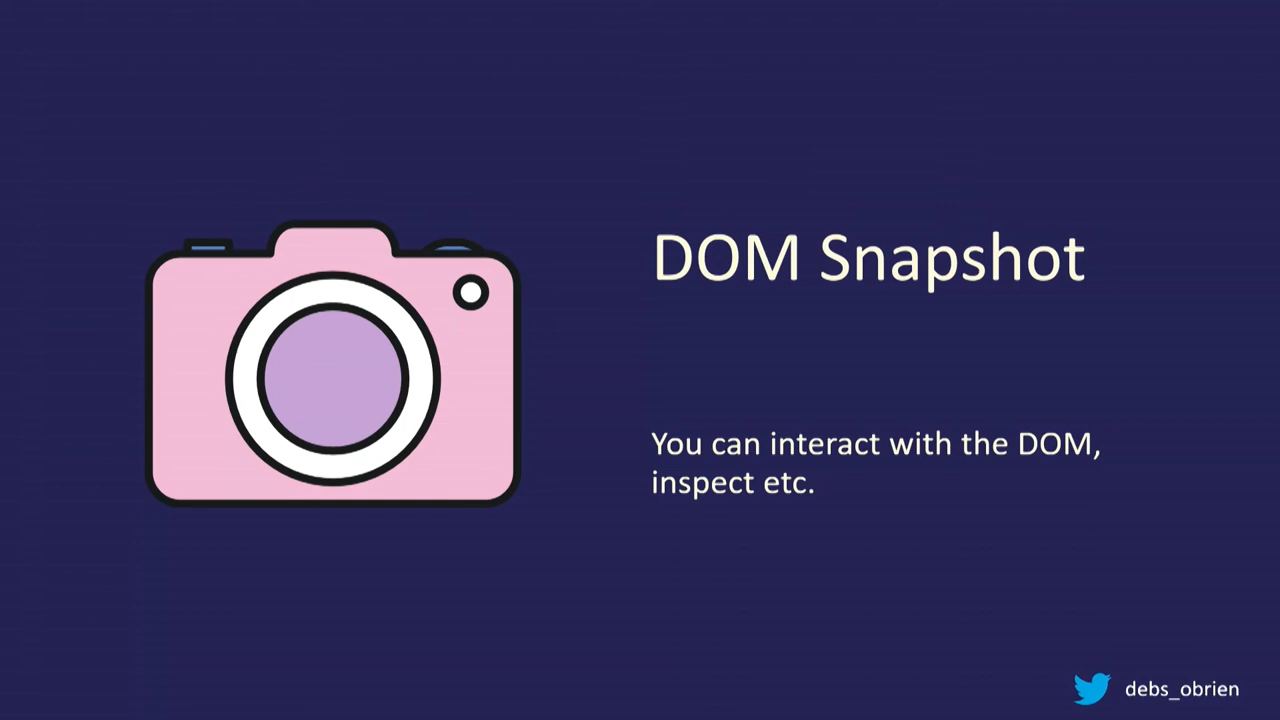 DOM Snapshot
You can interact with the DOM,
inspect etc.
debs_obrien